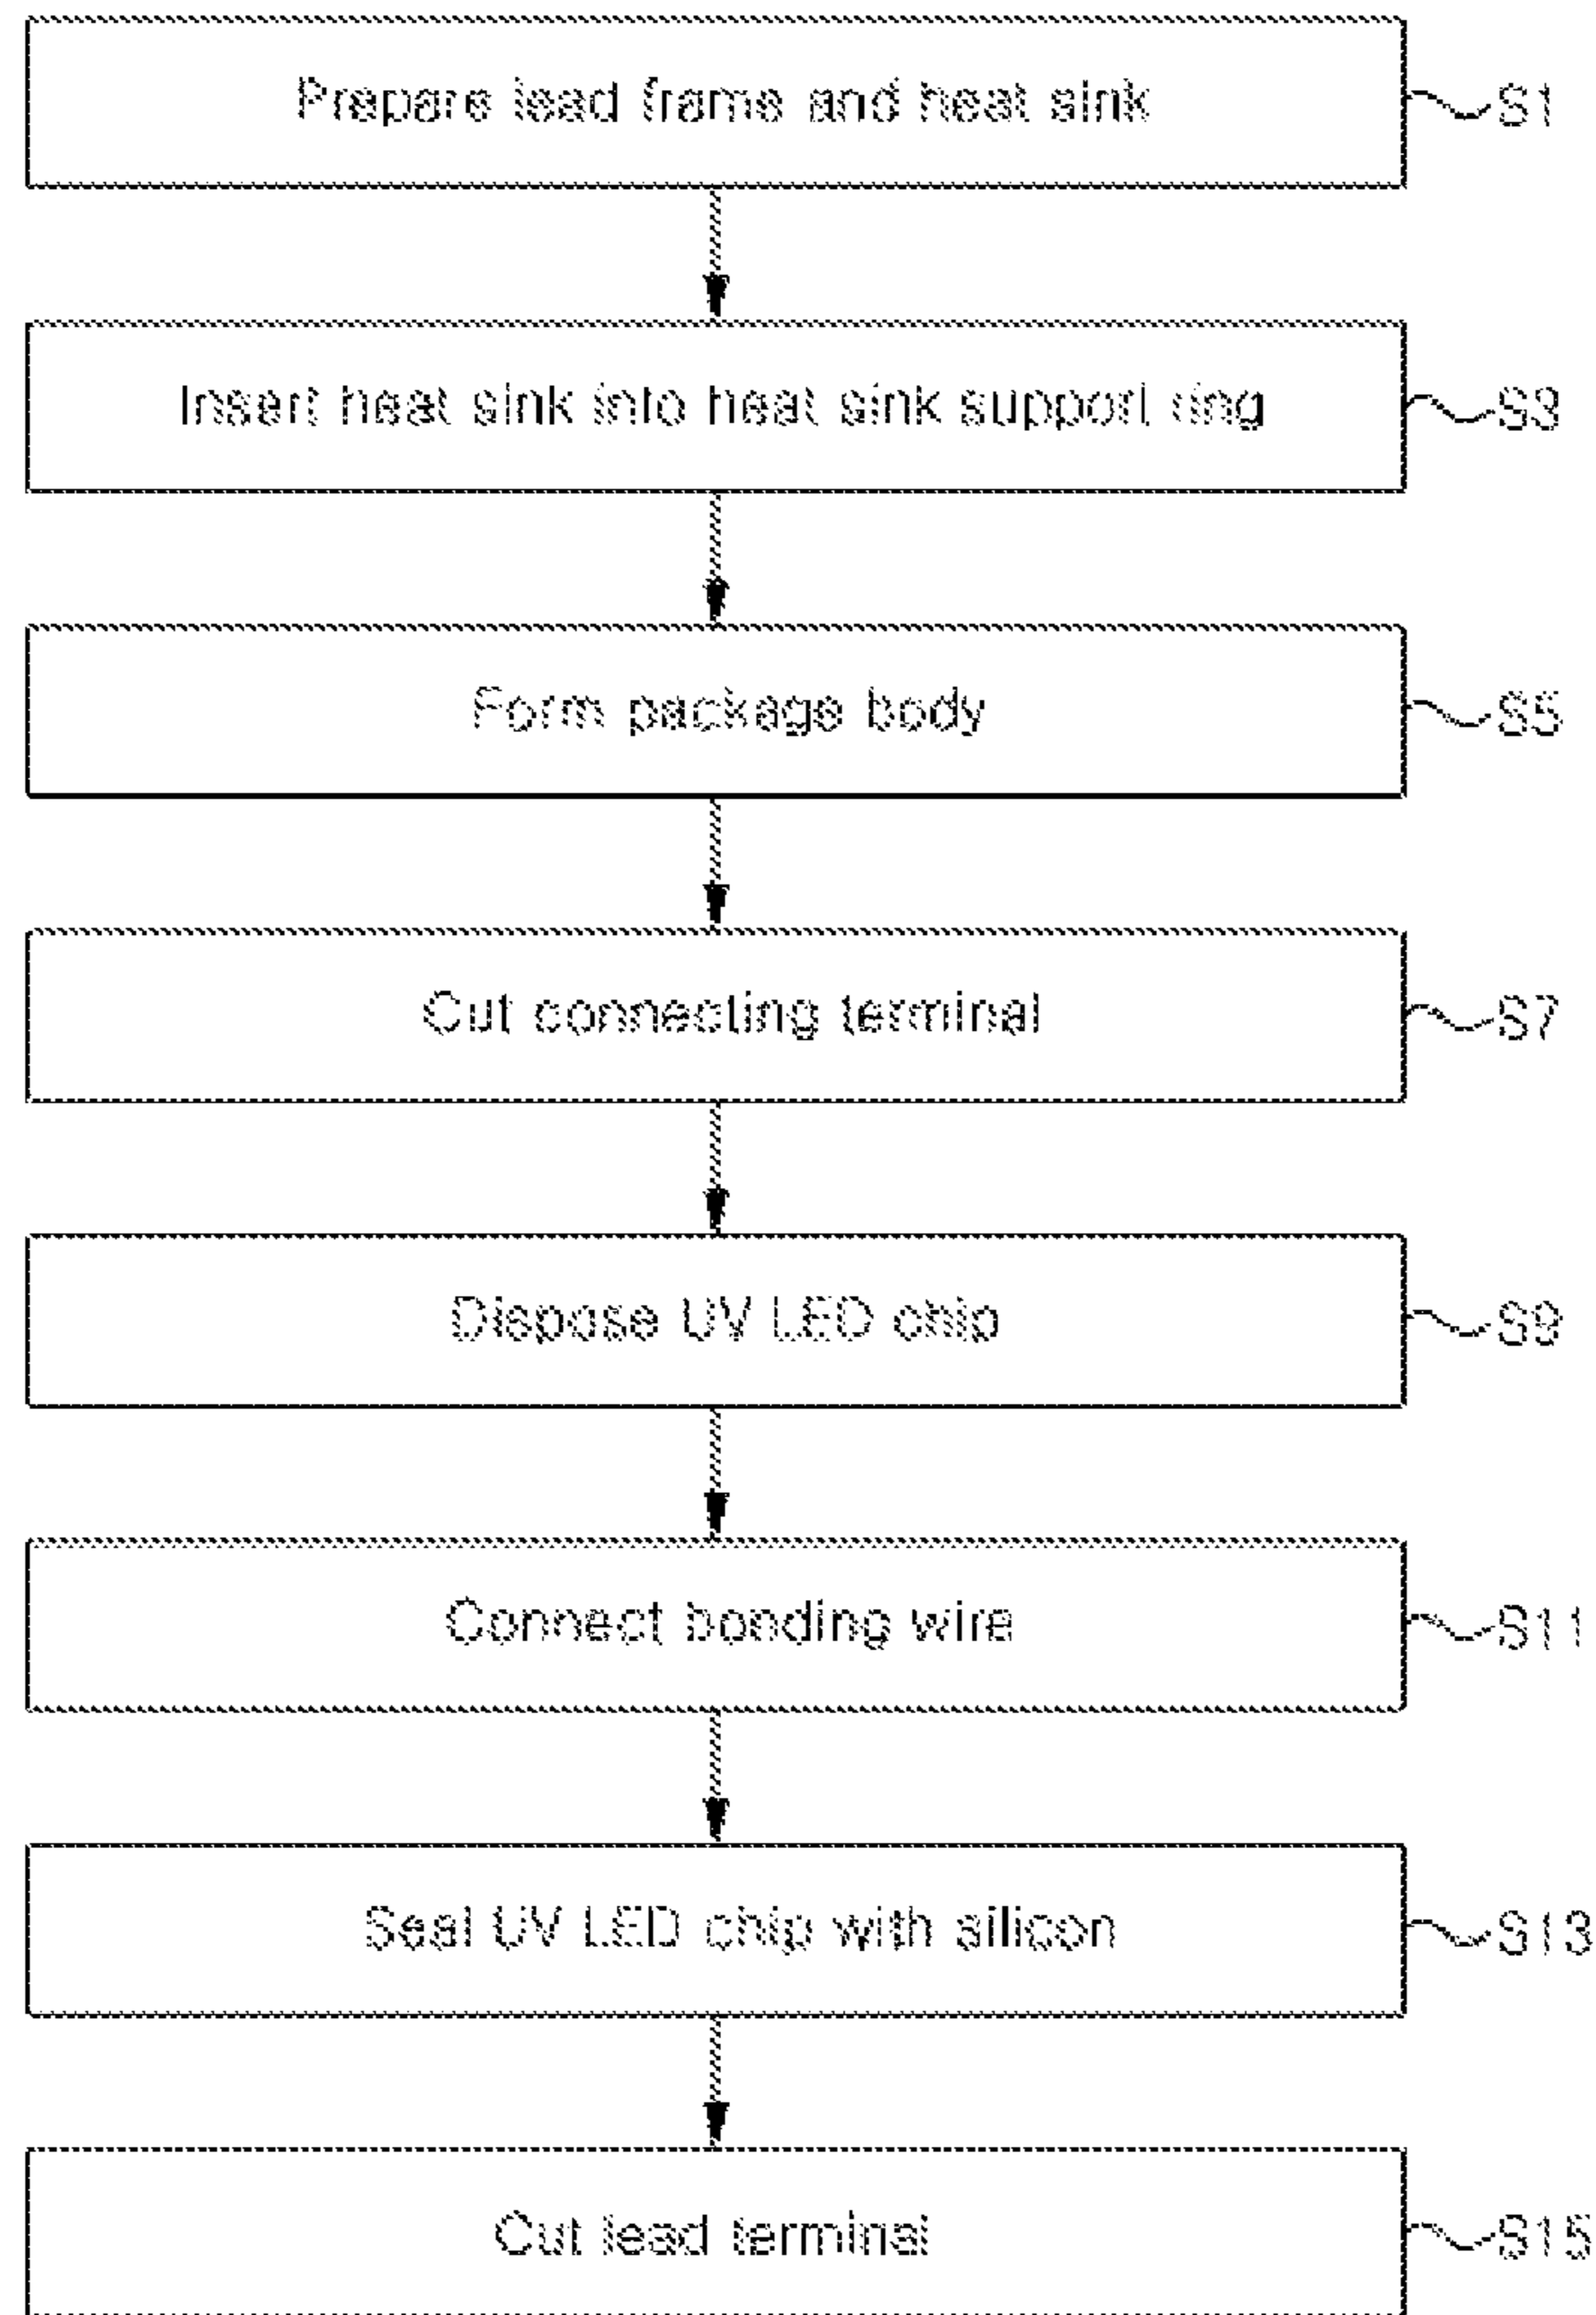 Prepare lead frame and heat sink
S1
Insert heat sink into heat sink support ring
S3
Form package body
S5
Cut connecting terminal
S7
Dispose UV LED chip
S9
Connect bonding wire
S11
Seal UV LED chip with silicon
S13
Cut lead terminal
S15